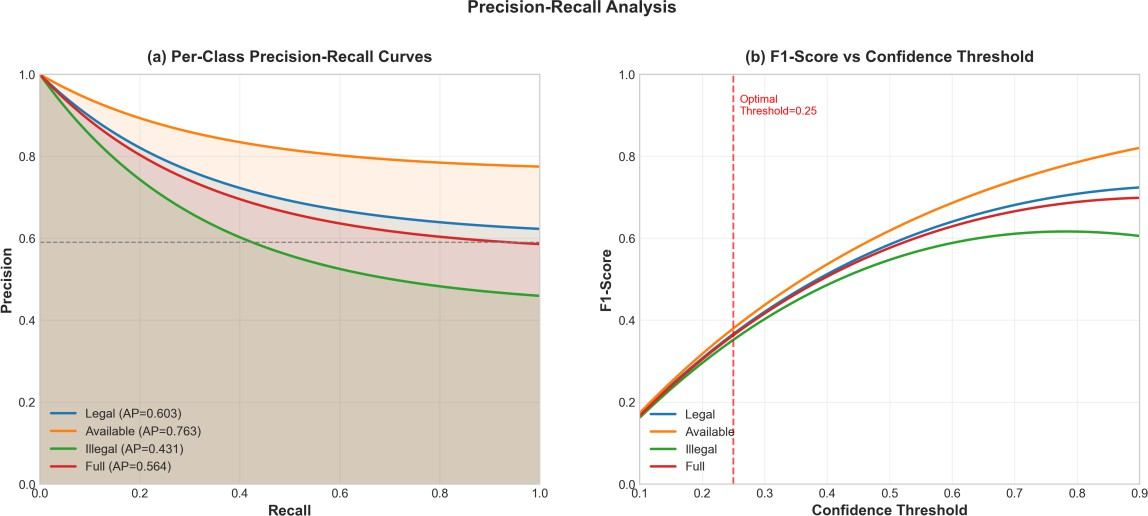 Precision-Recall Analysis
(a) Per-Class Precision-Recall Curves
1.0
0.8
0.6
0.4
0.2
0.0
Precision
Legal (AP=0.603)
Available (AP=0.763)
Illegal (AP=0.431)
Full (AP=0.564)
0.0 0.2 0.4 0.6 0.8 1.0
Recall
(b) F1-Score vs Confidence Threshold
1.0
0.8
0.6
0.4
0.2
0.0
F1-Score
Optimal
Threshold=0.25
Legal
Available
Illegal
Full
0.1 0.2 0.3 0.4 0.5 0.6 0.7 0.8 0.9
Confidence Threshold